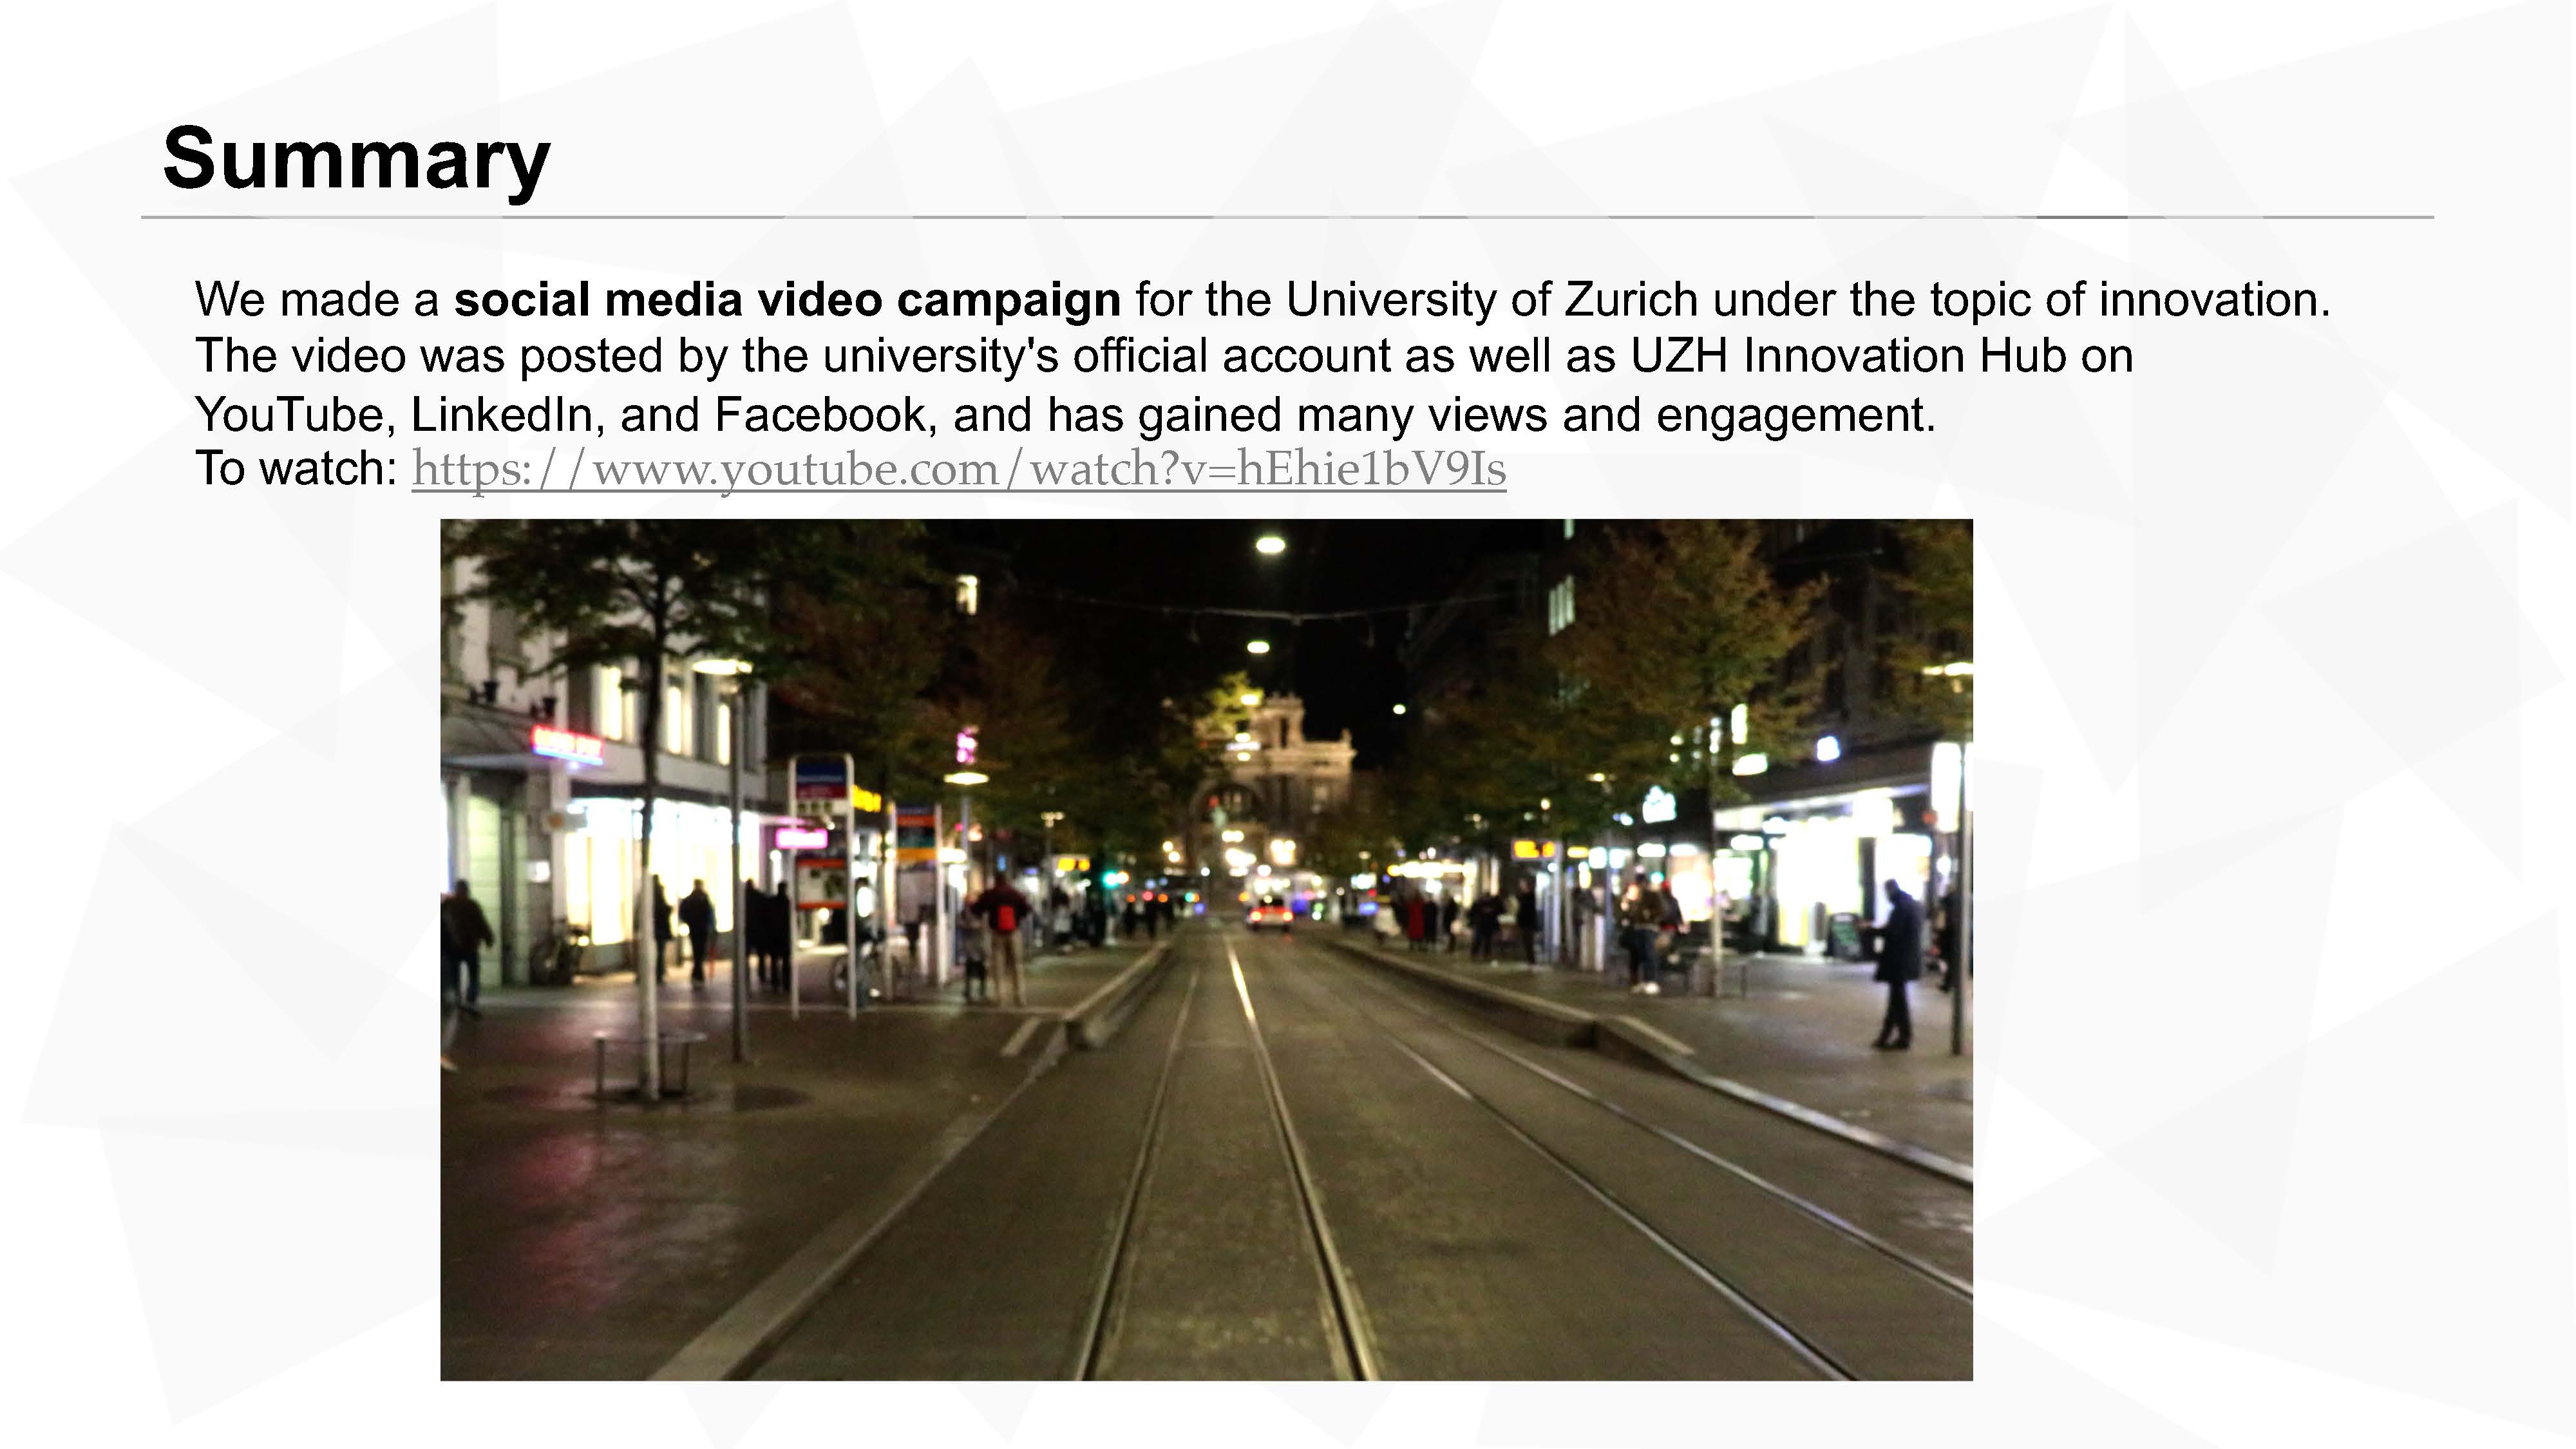 Summary
We made a social media video campaign for the University of Zurich under the topic of innovation.
The video was posted by the university's official account as well as UZH Innovation Hub on
YouTube, LinkedIn, and Facebook, and has gained many views and engagement.
To watch: https://www.youtube.com/watch?v=hEhie1bV9Is